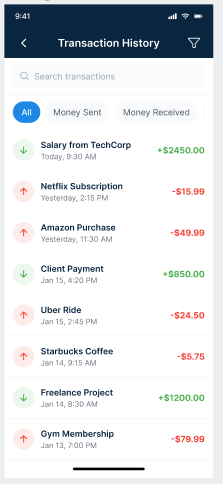 9:41
Transaction History
Search transactions
All Money Sent Money Received
Salary from TechCorp
Today, 9:30 AM
+$2450.00
Netflix Subscription
Yesterday, 2:15 PM
-$15.99
Amazon Purchase
Yesterday, 11:30 AM
-$49.99
Client Payment
Jan 15, 4:20 PM
+$850.00
Uber Ride
Jan 15, 2:45 PM
-$24.50
Starbucks Coffee
Jan 14, 9:15 AM
-$5.75
Freelance Project
Jan 14, 8:30 AM
+$1200.00
Gym Membership
Jan 13, 7:00 PM
-$79.99